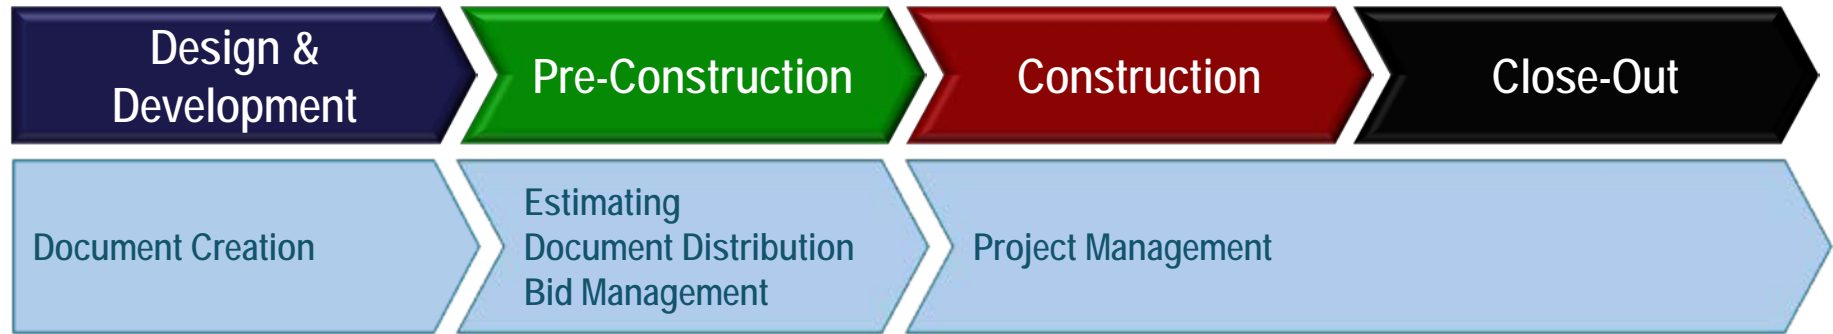 Design &
Development
Pre-Construction
Construction
Close-Out
Document Creation
Estimating
Document Distribution
Bid Management
Project Management